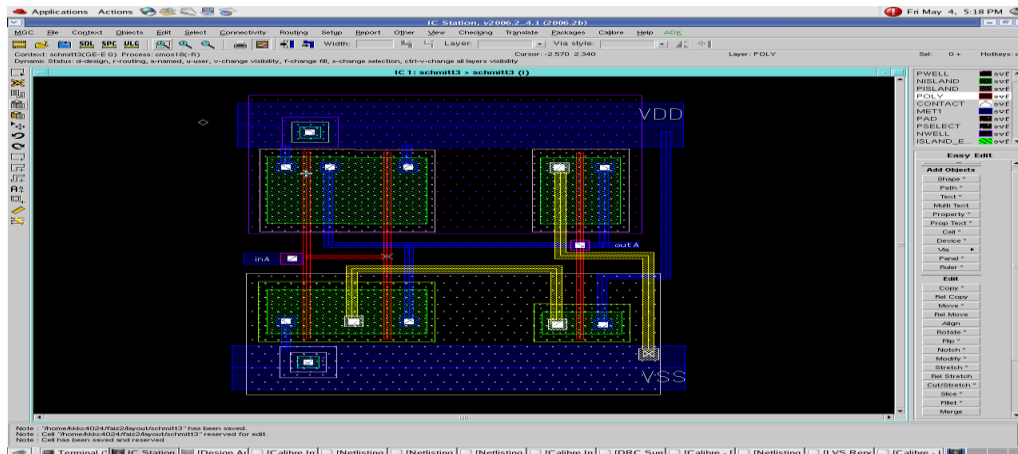 Applications Actions Fri May 4, 5:18 PM
IC Station, v2006.2_4.1 (2006.2b)
MGC File Context Objects Edit Select Connectivity Routing Setup Report Other View Checking Translate Packages Calibre Help ADK
SDL SPC ULG Width: Layer: Via style:
Context: schmitt3(GE-E 0) Process: cmos18(-R) Cursor: -2.570 2.340 Layer: POLY Sel: 0 + Hotkeys:
Dynamic Status: d-design, r-routing, a-named, u-user, v-change visibility, f-change fill, s-change selection, ctrl-v-change all layers visibility
IC 1: schmitt3 > schmitt3 (i)
PWELL
NISLAND
PISLAND
POLY
CONTACT
MET1
PAD
PSELECT
NWELL
ISLAND_E...
VDD
inA
outA
VSS
Easy Edit
Add Objects
Shape
Path
Text
Multi Text
Property
Prop Text
Cell
Device
Via
Panel
Ruler
Edit
Copy
Rel Copy
Move
Rel Move
Align
Rotate
Flip
Notch
Modify
Stretch
Rel Stretch
Cut/Stretch
Slice
Fillet
Merge
Note : "/home/kkkc4024/faiz2/layout/schmitt3" has been saved.
Note : Cell "/home/kkkc4024/faiz2/layout/schmitt3" reserved for edit.
Note : Cell has been saved and reserved